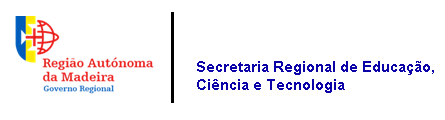 Região Autónoma
da Madeira
Governo Regional
Secretaria Regional de Educação,
Ciência e Tecnologia